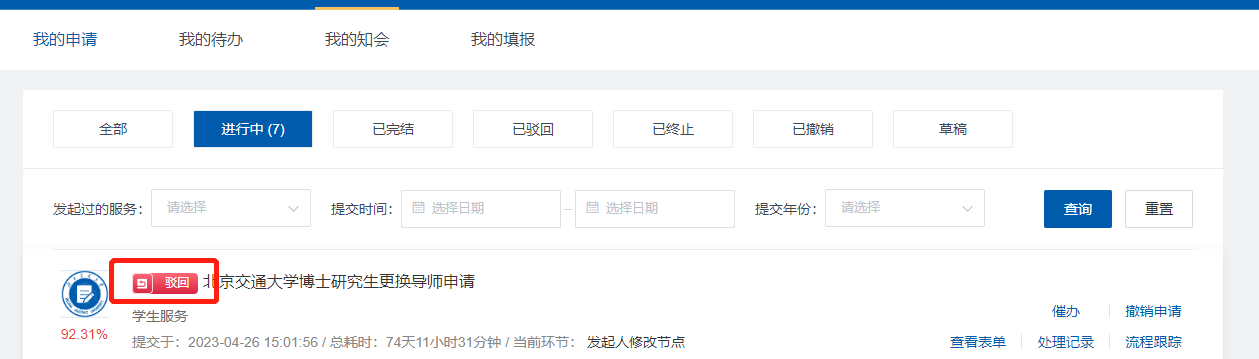 我的申请 我的待办 我的知会 我的填报
全部 进行中 (7) 已完结 已驳回 已终止 已撤销 草稿
发起过的服务: 请选择 提交时间: 选择日期 – 选择日期 提交年份: 请选择 查询 重置
驳回 北京交通大学博士研究生更换导师申请
学生服务 催办 撤销申请
92.31% 提交于: 2023-04-26 15:01:56 / 总耗时: 74天11小时31分钟 / 当前环节: 发起人修改节点 查看表单 处理记录 流程跟踪